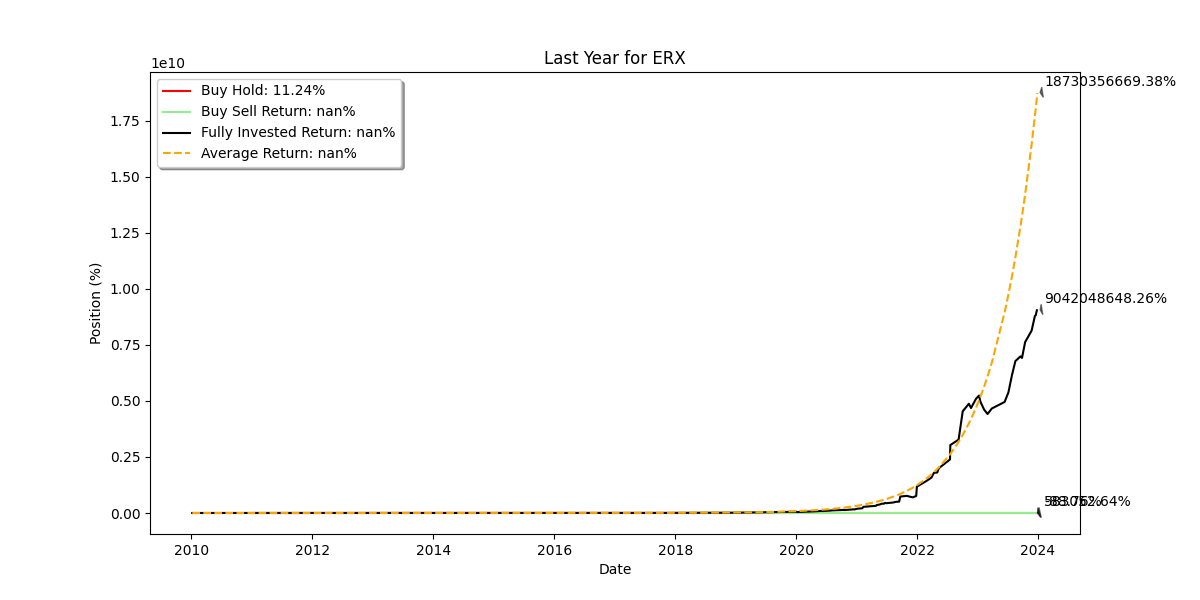 Last Year for ERX
1e10
Buy Hold: 11.24%
Buy Sell Return: nan%
Fully Invested Return: nan%
Average Return: nan%
18730356669.38%
9042048648.26%
1.75
1.50
1.25
1.00
0.75
0.50
0.25
0.00
Position (%)
2010 2012 2014 2016 2018 2020 2022 2024
Date